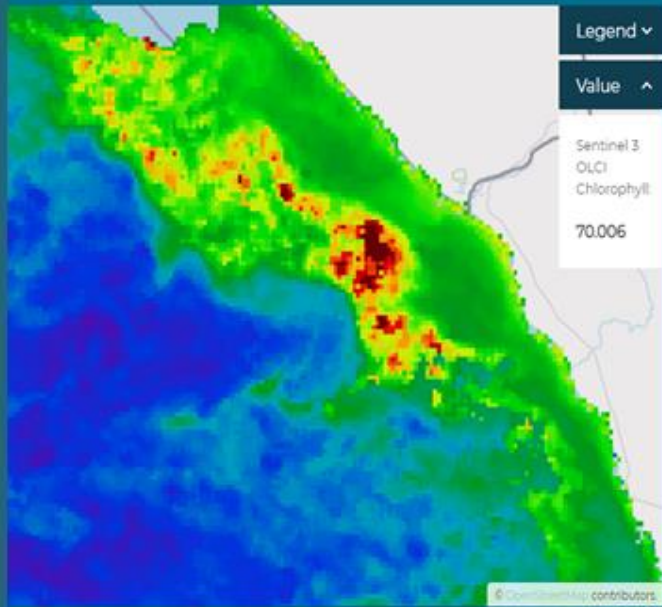 Legend
Value
Sentinel 3
OLCI
Chlorophyll:
70.006
© OpenStreetMap contributors.